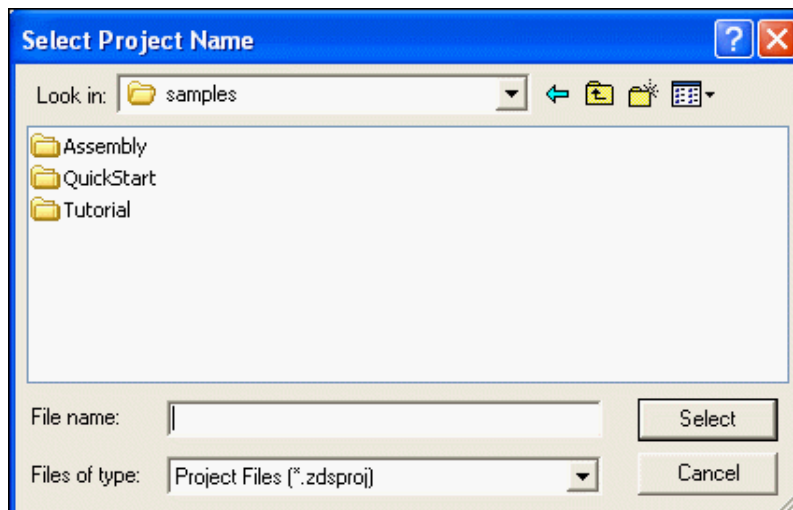 Select Project Name
Look in: samples
Assembly
QuickStart
Tutorial
File name:
Select
Files of type: Project Files (*.zdsproj)
Cancel